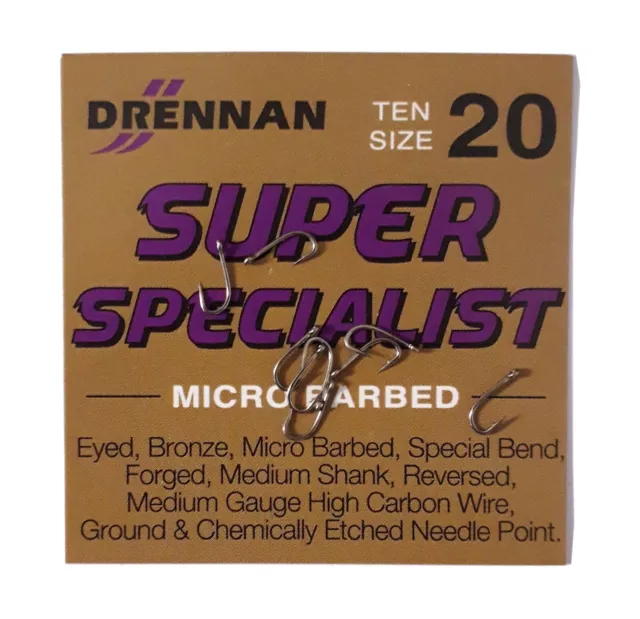 DRENNAN
TEN
SIZE 20
SUPER
SPECIALIST
MICRO BARBED
Eyed, Bronze, Micro Barbed, Special Bend,
Forged, Medium Shank, Reversed,
Medium Gauge High Carbon Wire,
Ground & Chemically Etched Needle Point.